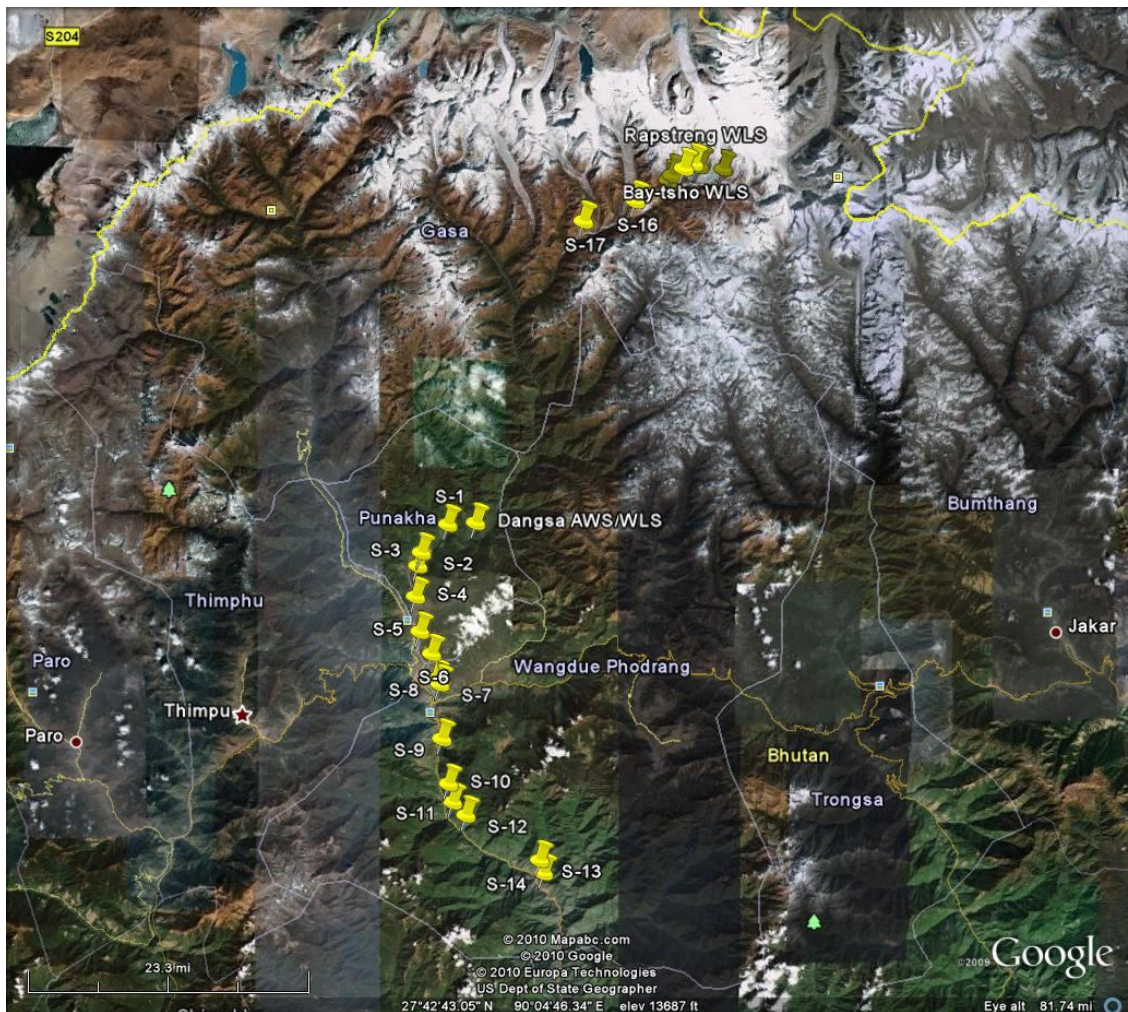 S204
Rapstreng WLS
Bay-tsho WLS
S-16
S-17
Gasa
S-1
Punakha
Dangsa AWS/WLS
Bumthang
S-3
S-2
S-4
Thimphu
S-5
Jakar
Paro
Wangdue Phodrang
S-6
S-8
S-7
Thimpu
Paro
S-9
Bhutan
S-10
Trongsa
S-11
S-12
S-13
S-14
© 2010 Mapabc.com
© 2010 Google
© 2010 Europa Technologies
US Dept of State Geographer
©2009 Google
23.3 mi
27°42'43.05" N 90°04'46.34" E elev 13687 ft
Eye alt 81.74 mi